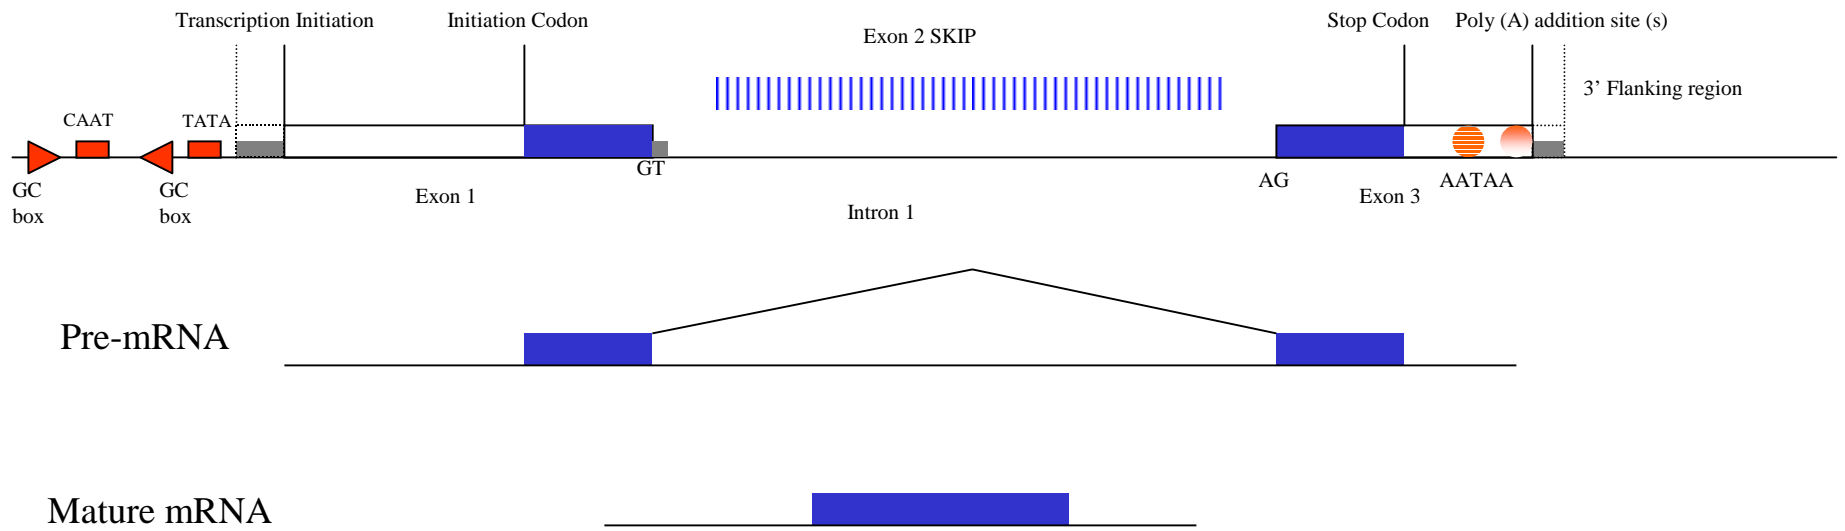 Transcription Initiation
Initiation Codon
Exon 2 SKIP
Stop Codon
Poly (A) addition site (s)
3’ Flanking region
CAAT
TATA
GC
box
GC
box
GT
AG
AATAA
Exon 1
Intron 1
Exon 3
Pre-mRNA
Mature mRNA